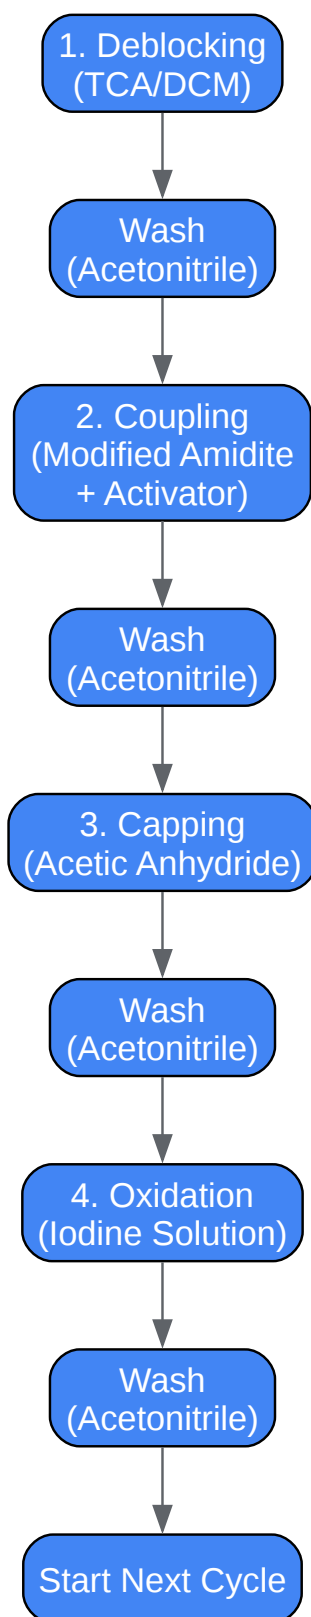 1. Deblocking
(TCA/DCM)
Wash
(Acetonitrile)
2. Coupling
(Modified Amidite
+ Activator)
Wash
(Acetonitrile)
3. Capping
(Acetic Anhydride)
Wash
(Acetonitrile)
4. Oxidation
(Iodine Solution)
Wash
(Acetonitrile)
Start Next Cycle